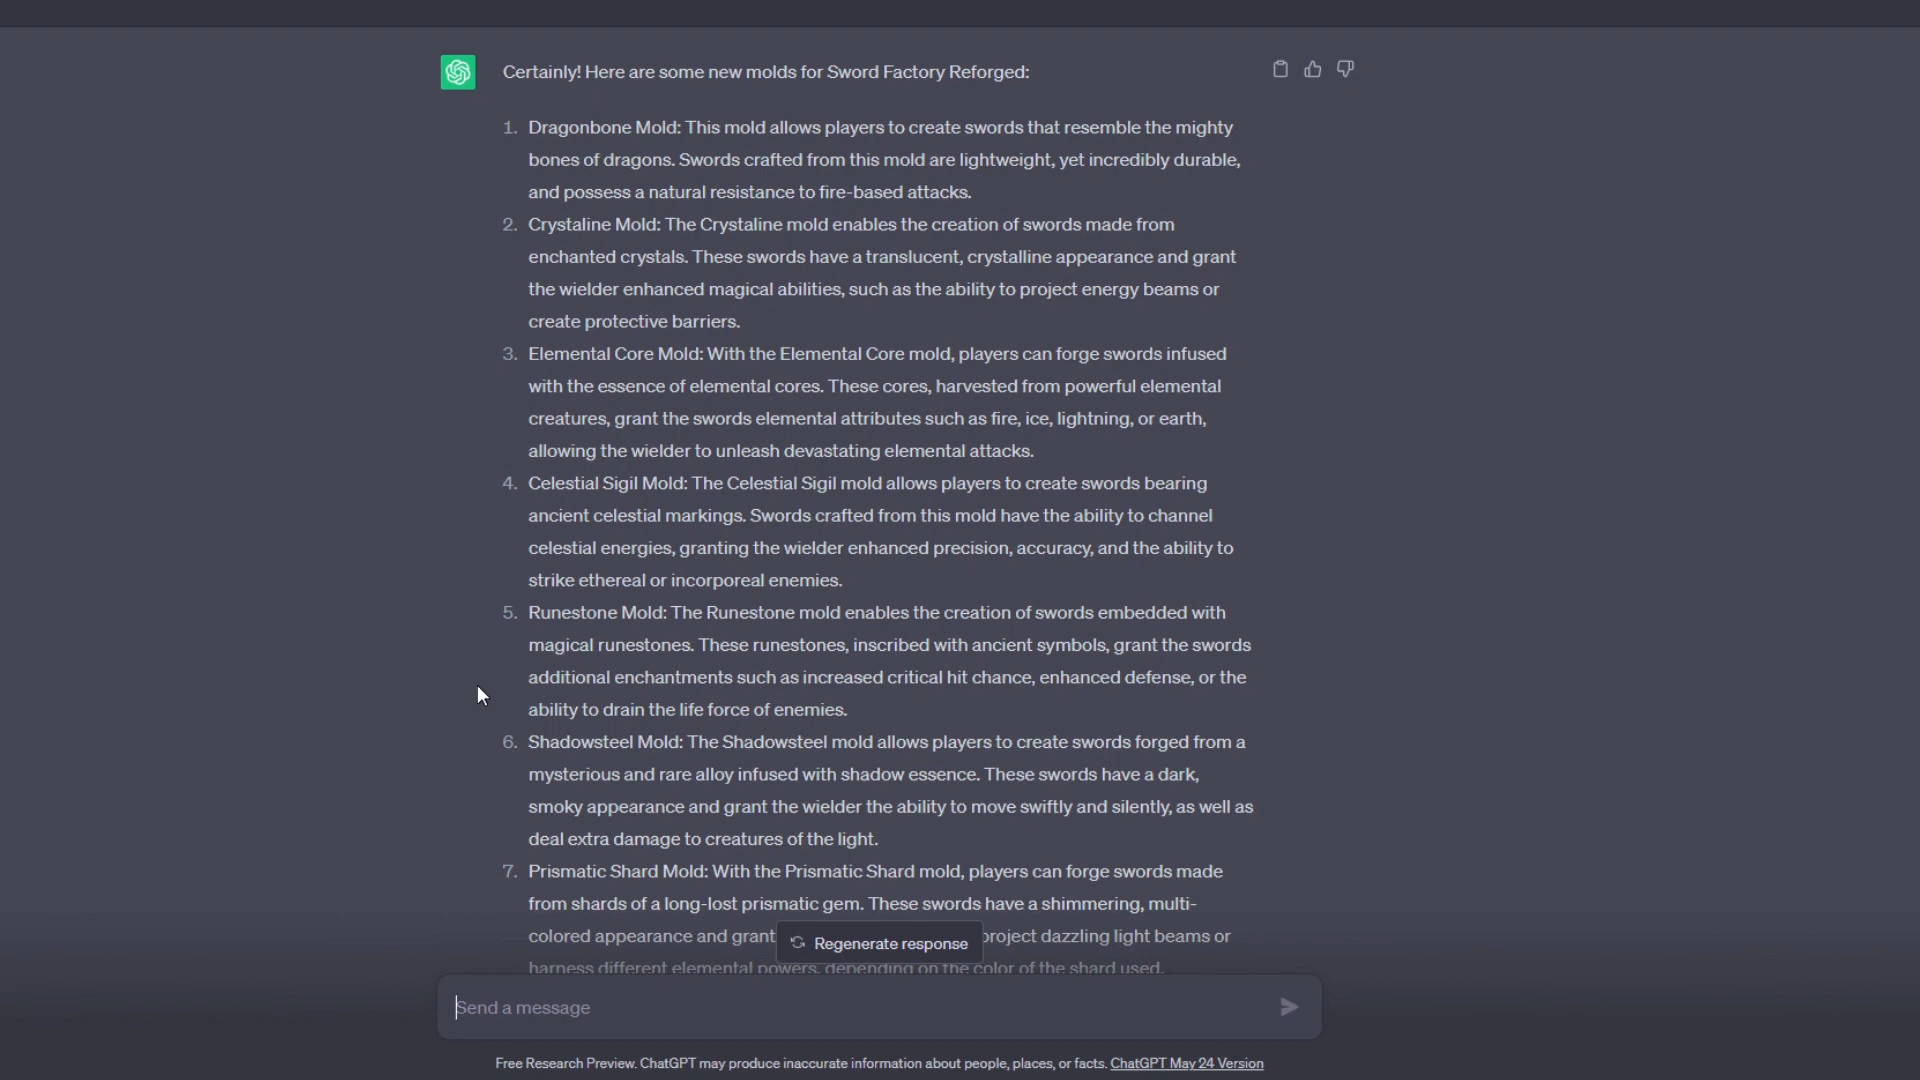 Certainly! Here are some new molds for Sword Factory Reforged:
1. Dragonbone Mold: This mold allows players to create swords that resemble the mighty
bones of dragons. Swords crafted from this mold are lightweight, yet incredibly durable,
and possess a natural resistance to fire-based attacks.
2. Crystaline Mold: The Crystaline mold enables the creation of swords made from
enchanted crystals. These swords have a translucent, crystalline appearance and grant
the wielder enhanced magical abilities, such as the ability to project energy beams or
create protective barriers.
3. Elemental Core Mold: With the Elemental Core mold, players can forge swords infused
with the essence of elemental cores. These cores, harvested from powerful elemental
creatures, grant the swords elemental attributes such as fire, ice, lightning, or earth,
allowing the wielder to unleash devastating elemental attacks.
4. Celestial Sigil Mold: The Celestial Sigil mold allows players to create swords bearing
ancient celestial markings. Swords crafted from this mold have the ability to channel
celestial energies, granting the wielder enhanced precision, accuracy, and the ability to
strike ethereal or incorporeal enemies.
5. Runestone Mold: The Runestone mold enables the creation of swords embedded with
magical runestones. These runestones, inscribed with ancient symbols, grant the swords
additional enchantments such as increased critical hit chance, enhanced defense, or the
ability to drain the life force of enemies.
6. Shadowsteel Mold: The Shadowsteel mold allows players to create swords forged from a
mysterious and rare alloy infused with shadow essence. These swords have a dark,
smoky appearance and grant the wielder the ability to move swiftly and silently, as well as
deal extra damage to creatures of the light.
7. Prismatic Shard Mold: With the Prismatic Shard mold, players can forge swords made
from shards of a long-lost prismatic gem. These swords have a shimmering, multi-
colored appearance and grant project dazzling light beams or
Regenerate response
harness different elemental powers, depending on the color of the shard used.
Send a message
Free Research Preview. ChatGPT may produce inaccurate information about people, places, or facts. ChatGPT May 24 Version